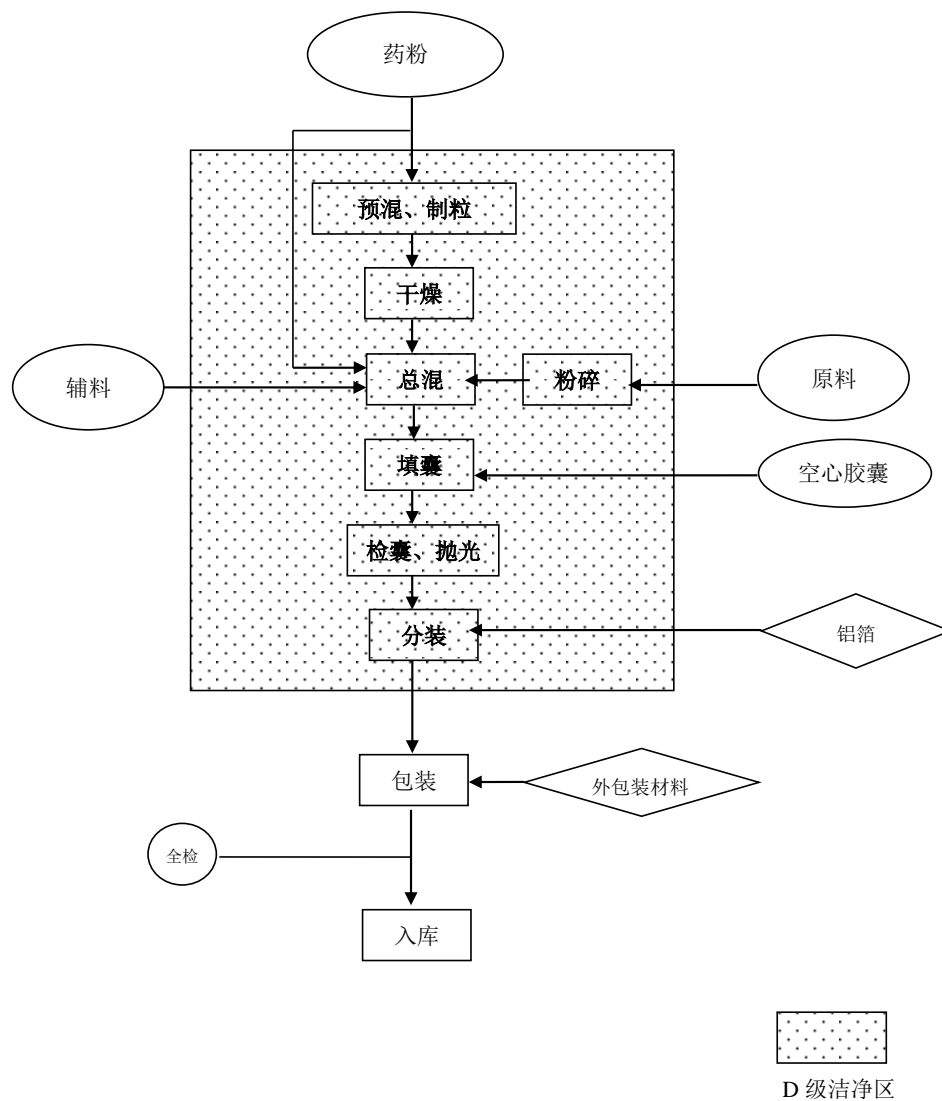 药粉
预混、制粒
干燥
辅料
总混
粉碎
原料
填囊
空心胶囊
检囊、抛光
分装
铝箔
包装
外包装材料
全检
入库
D 级洁净区